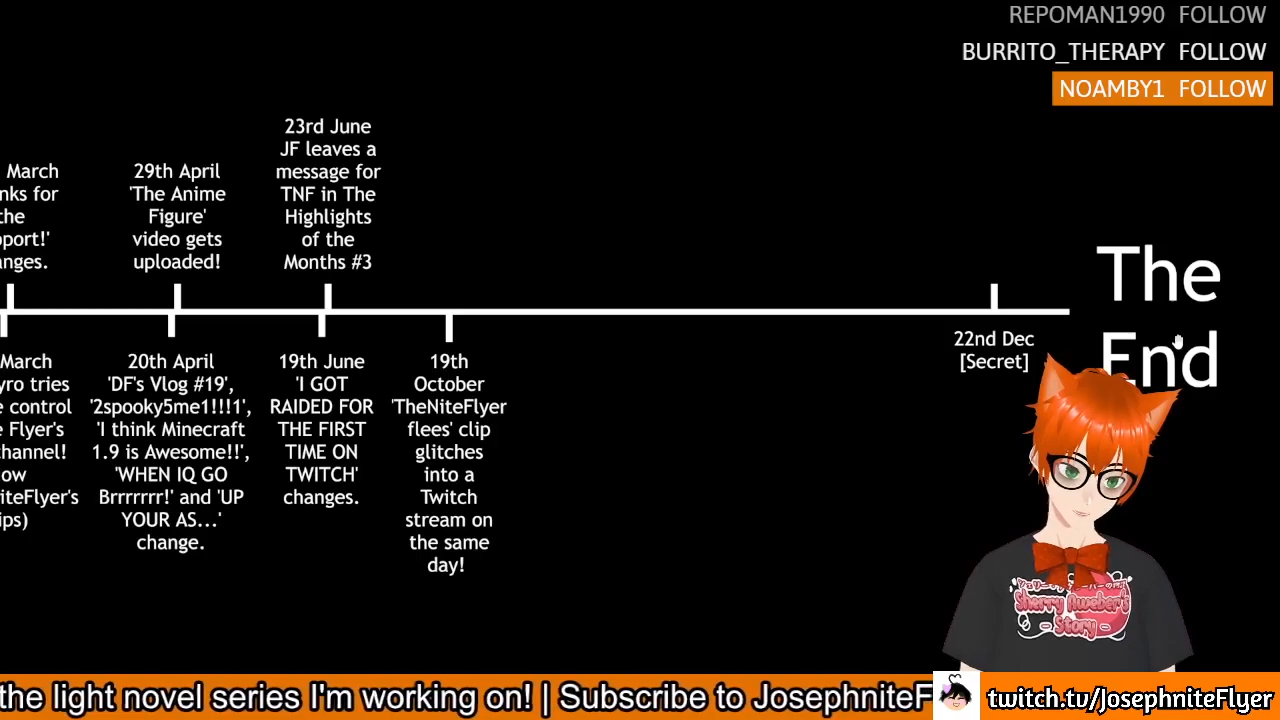 REPOMAN1990 FOLLOW
BURRITO_THERAPY FOLLOW
NOAMBY1 FOLLOW
March
nks for
the
port!'
anges.
29th April
'The Anime
Figure'
video gets
uploaded!
23rd June
JF leaves a
message for
TNF in The
Highlights
of the
Months #3
The
End
March
yro tries
e control
e Flyer's
hannel!
ow
iteFlyer's
ips)
20th April
'DF's Vlog #19',
'2spooky5me1!!!1',
'I think Minecraft
1.9 is Awesome!!',
'WHEN IQ GO
Brrrrrrr!' and 'UP
YOUR AS...'
change.
19th June
'I GOT
RAIDED FOR
THE FIRST
TIME ON
TWITCH'
changes.
19th
October
'TheNiteFlyer
flees' clip
glitches
into a
Twitch
stream on
the same
day!
22nd Dec
[Secret]
Sherry Aweber's
- Story -
the light novel series I'm working on! | Subscribe to JosephniteF
twitch.tv/JosephniteFlyer